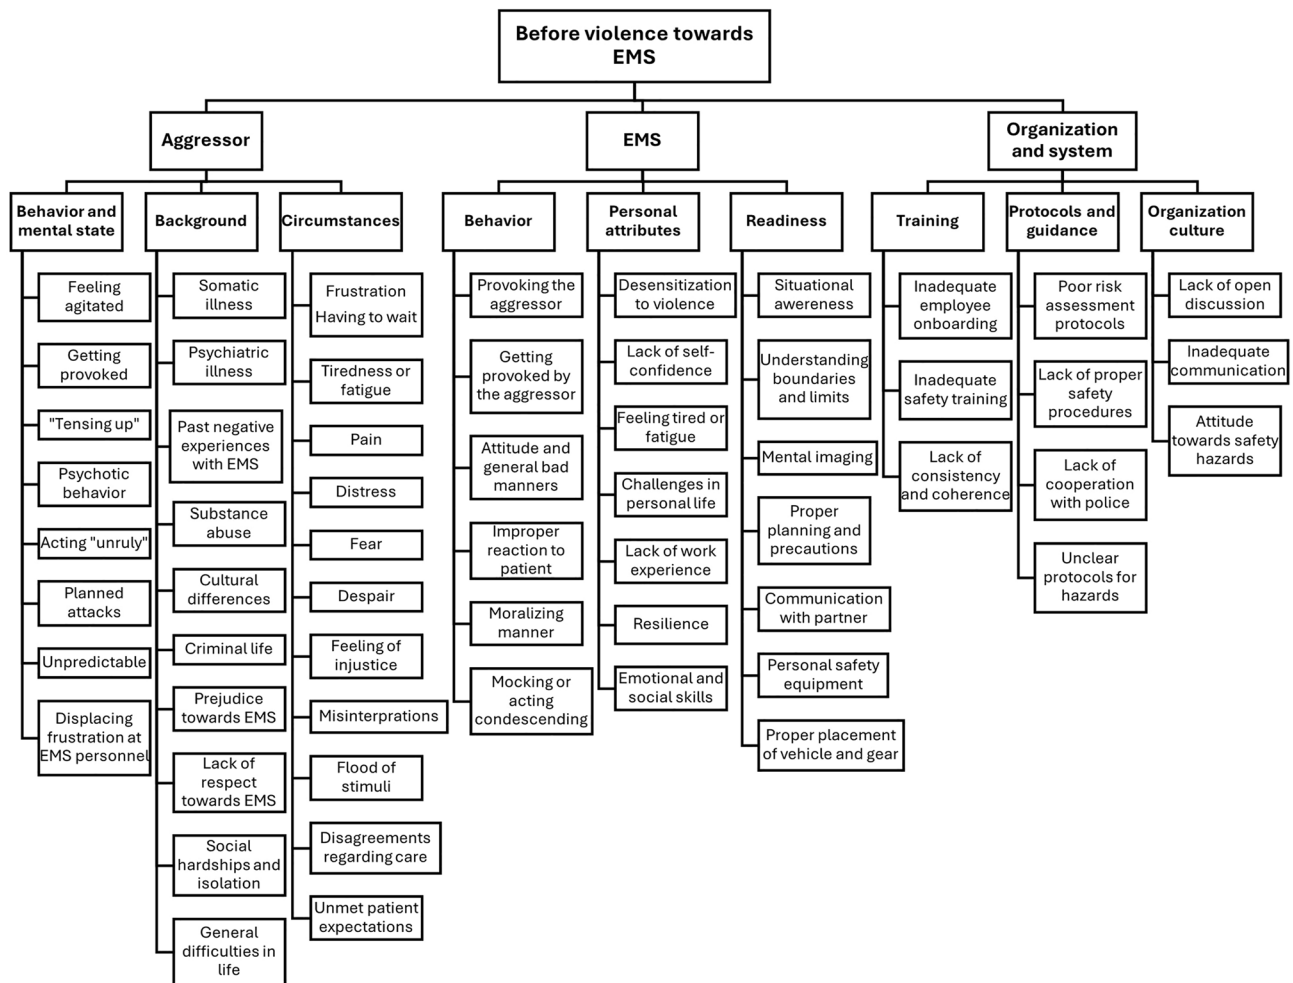 Before violence towards
EMS
Aggressor
EMS
Organization
and system
Behavior and
mental state
Background
Circumstances
Behavior
Personal
attributes
Readiness
Training
Protocols and
guidance
Organization
culture
Feeling
agitated
Getting
provoked
"Tensing up"
Psychotic
behavior
Acting "unruly"
Planned
attacks
Unpredictable
Displacing
frustration at
EMS personnel
Somatic
illness
Psychiatric
illness
Past negative
experiences
with EMS
Substance
abuse
Cultural
differences
Criminal life
Prejudice
towards EMS
Lack of
respect
towards EMS
Social
hardships and
isolation
General
difficulties in
life
Frustration
Having to wait
Tiredness or
fatigue
Pain
Distress
Fear
Despair
Feeling of
injustice
Misinterprations
Flood of
stimuli
Disagreements
regarding care
Unmet patient
expectations
Provoking the
aggressor
Getting
provoked by
the aggressor
Attitude and
general bad
manners
Improper
reaction to
patient
Moralizing
manner
Mocking or
acting
condescending
Desensitization
to violence
Lack of self-
confidence
Feeling tired or
fatigue
Challenges in
personal life
Lack of work
experience
Resilience
Emotional and
social skills
Situational
awereness
Understanding
boundaries
and limits
Mental imaging
Proper
planning and
precautions
Communication
with partner
Personal safety
equipment
Proper placement
of vehicle and gear
Inadequate
employee
onboarding
Inadequate
safety training
Lack of
consistency
and coherence
Poor risk
assessment
protocols
Lack of proper
safety
procedures
Lack of
cooperation
with police
Unclear
protocols for
hazards
Lack of open
discussion
Inadequate
communication
Attitude
towards safety
hazards